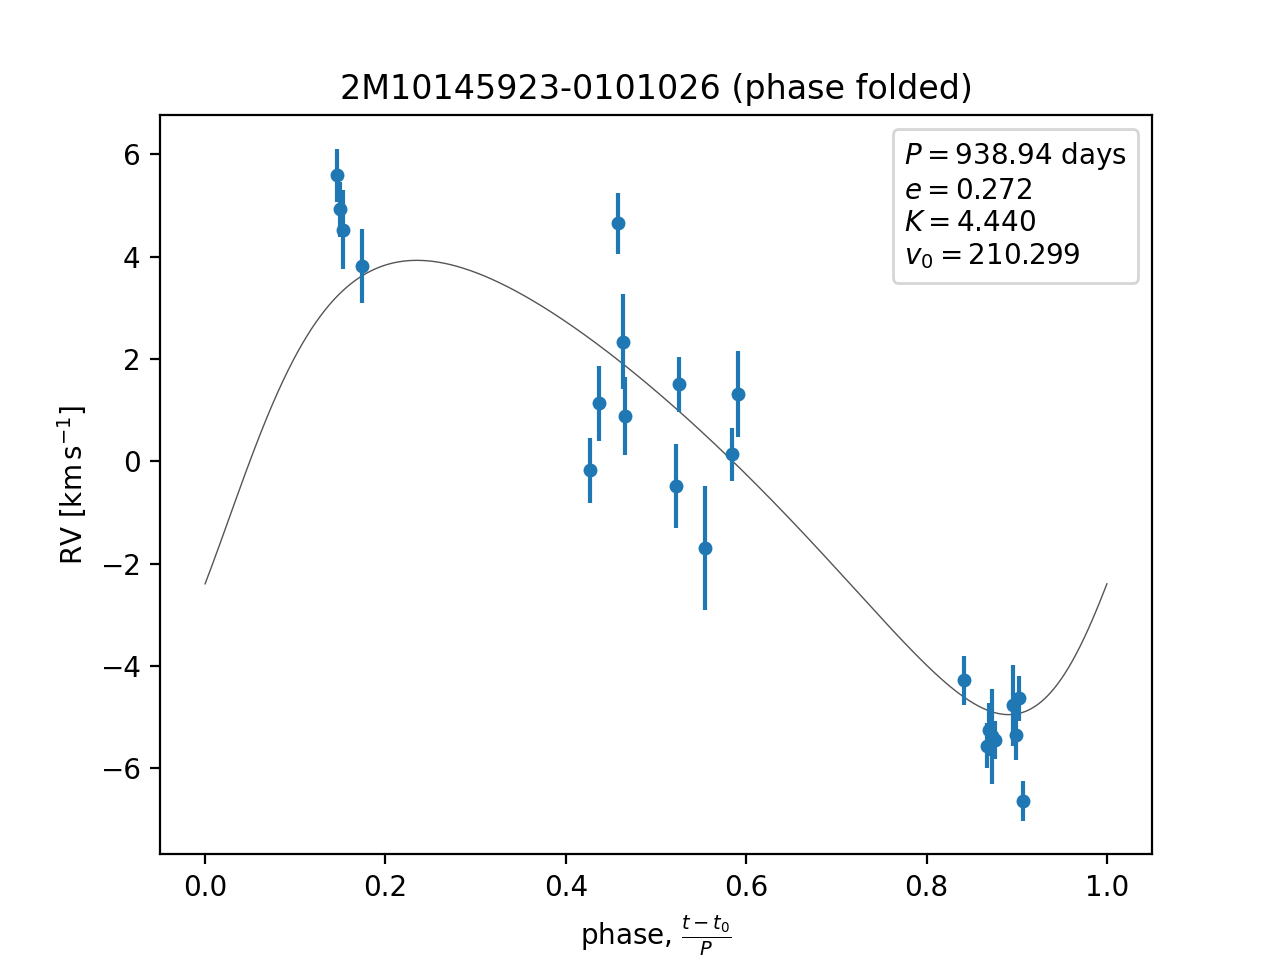 2M10145923-0101026 (phase folded)
P = 938.94 days
e = 0.272
K = 4.440
v₀ = 210.299
6
4
2
0
−2
−4
−6
RV [km s⁻¹]
0.0 0.2 0.4 0.6 0.8 1.0
phase, (t − t₀)/P